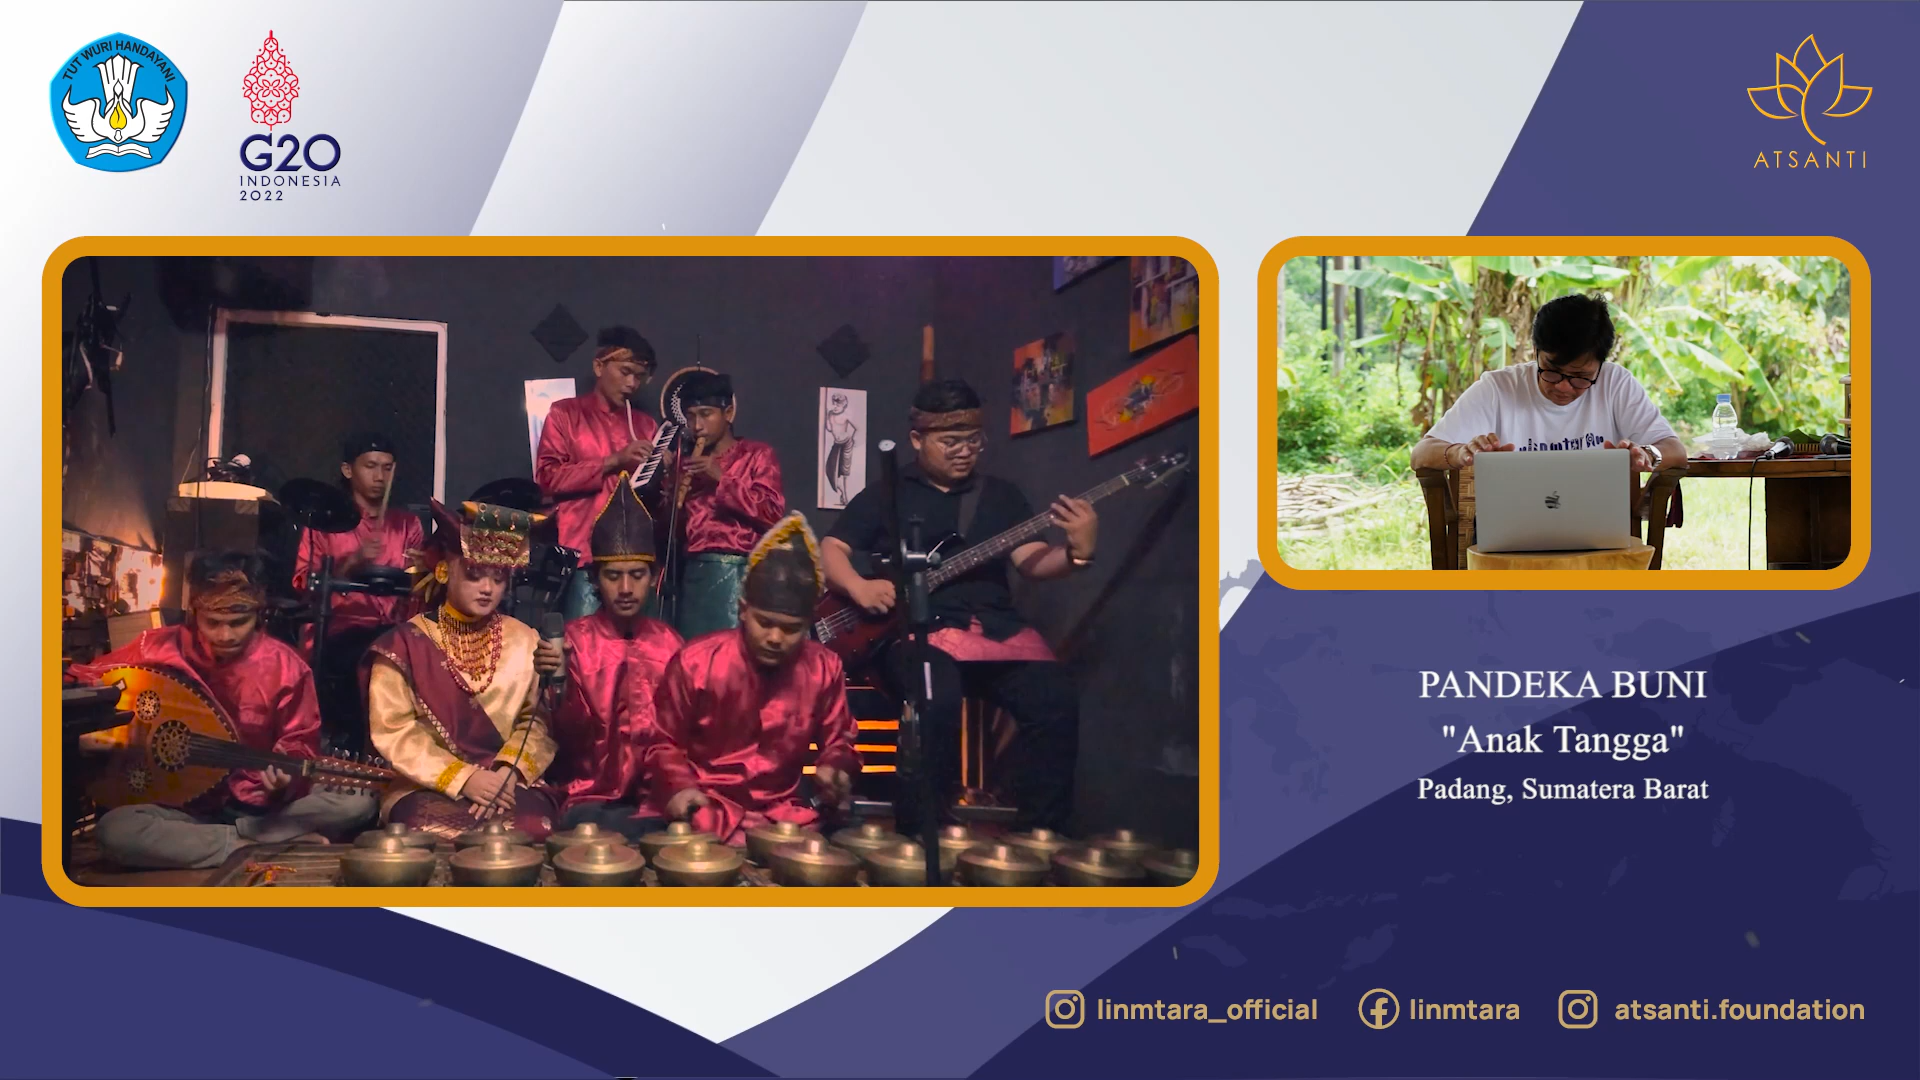 TUT WURI HANDAYANI
G20
INDONESIA
2022
ATSANTI
PANDEKA BUNI
"Anak Tangga"
Padang, Sumatera Barat
linmtara_official
linmtara
atsanti.foundation